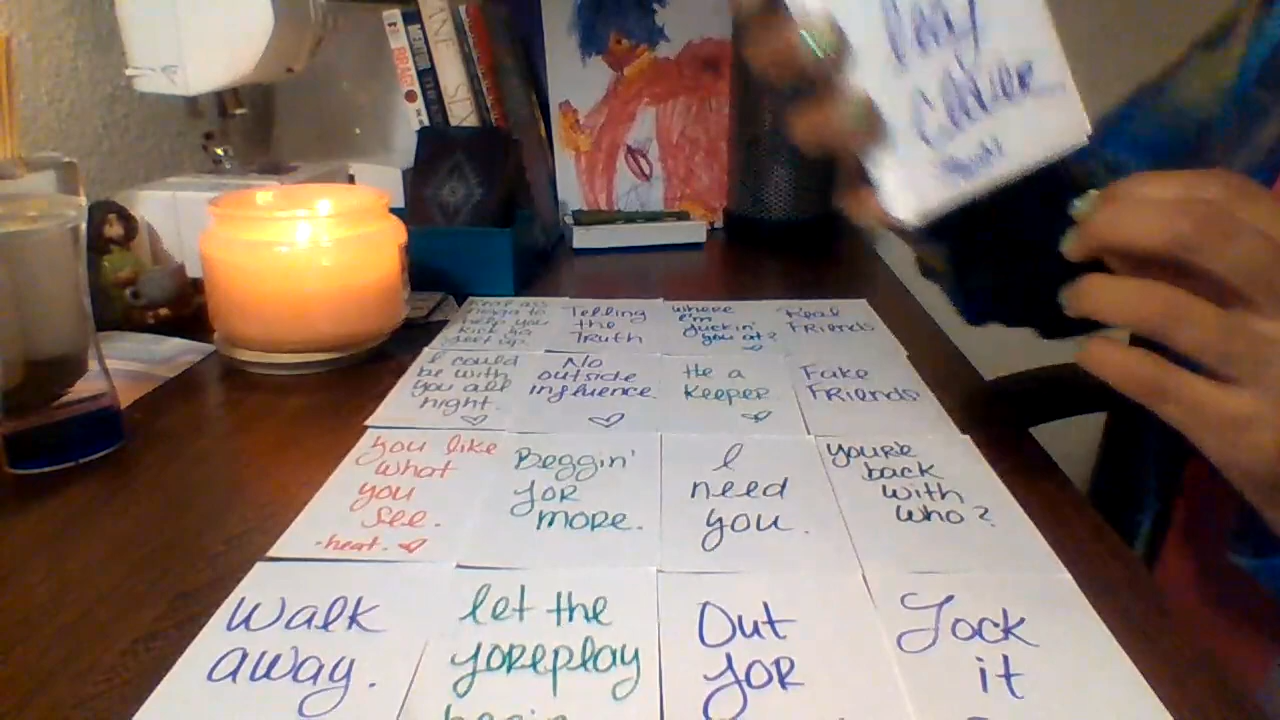 BRAG!
Telling
the
Truth
where
I'm
fuckin'
you at?
Real
FRiends
I could
be with
you all
night.
No
outside
influence.
He a
Keeper
Fake
FRiends
you like
what
you
see.
-heat.
Beggin'
for
more.
I
need
you.
you're
back
with
who?
Walk
away.
let the
foreplay
begin
Out
for
Jock
it